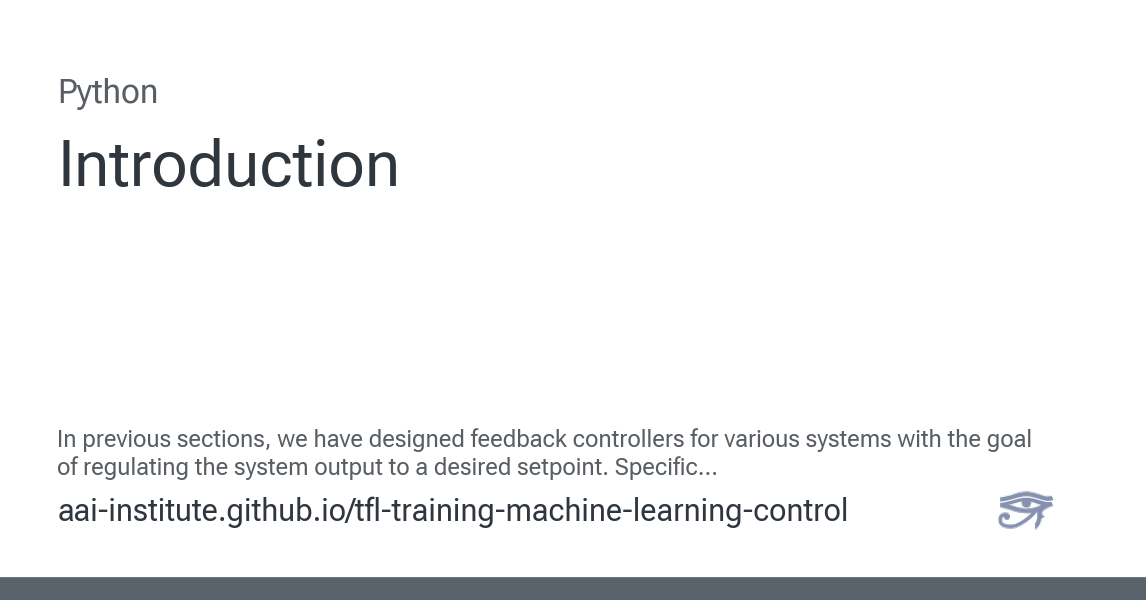 Python
Introduction
In previous sections, we have designed feedback controllers for various systems with the goal
of regulating the system output to a desired setpoint. Specific...
aai-institute.github.io/tfl-training-machine-learning-control